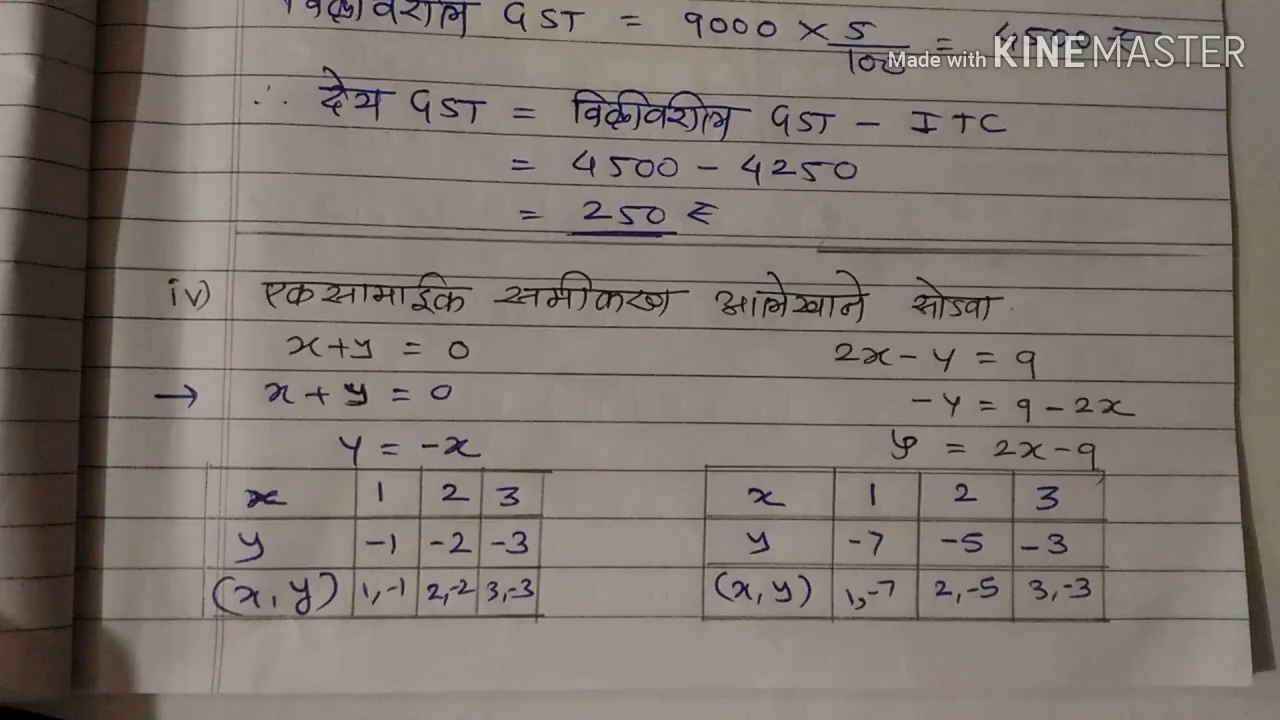 विक्रीवरील GST = 9000 × 5/100 = 4500 ₹
Made with KINEMASTER
∴ देय GST = विक्रीवरील GST - ITC
= 4500 - 4250
= 250 ₹
iv) एकसामाईक समीकरण आलेखाने सोडवा.
x+y = 0 2x - y = 9
→ x + y = 0 -y = 9 - 2x
y = -x y = 2x - 9
x 1 2 3 x 1 2 3
y -1 -2 -3 y -7 -5 -3
(x, y) 1,-1 2,-2 3,-3 (x, y) 1,-7 2,-5 3,-3